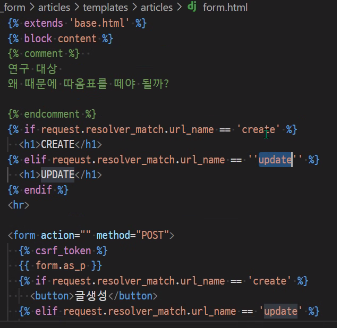 _form > articles > templates > articles > dj form.html
{% extends 'base.html' %}
{% block content %}
{% comment %}
연구 대상
왜 때문에 따옴표를 떼야 될까?
{% endcomment %}
{% if request.resolver_match.url_name == 'create' %}
<h1>CREATE</h1>
{% elif reqeust.resolver_match.url_name == ''update'' %}
<h1>UPDATE</h1>
{% endif %}
<hr>
<form action="" method="POST">
{% csrf_token %}
{{ form.as_p }}
{% if request.resolver_match.url_name == 'create' %}
<button>글생성</button>
{% elif request.resolver_match.url_name == 'update' %}